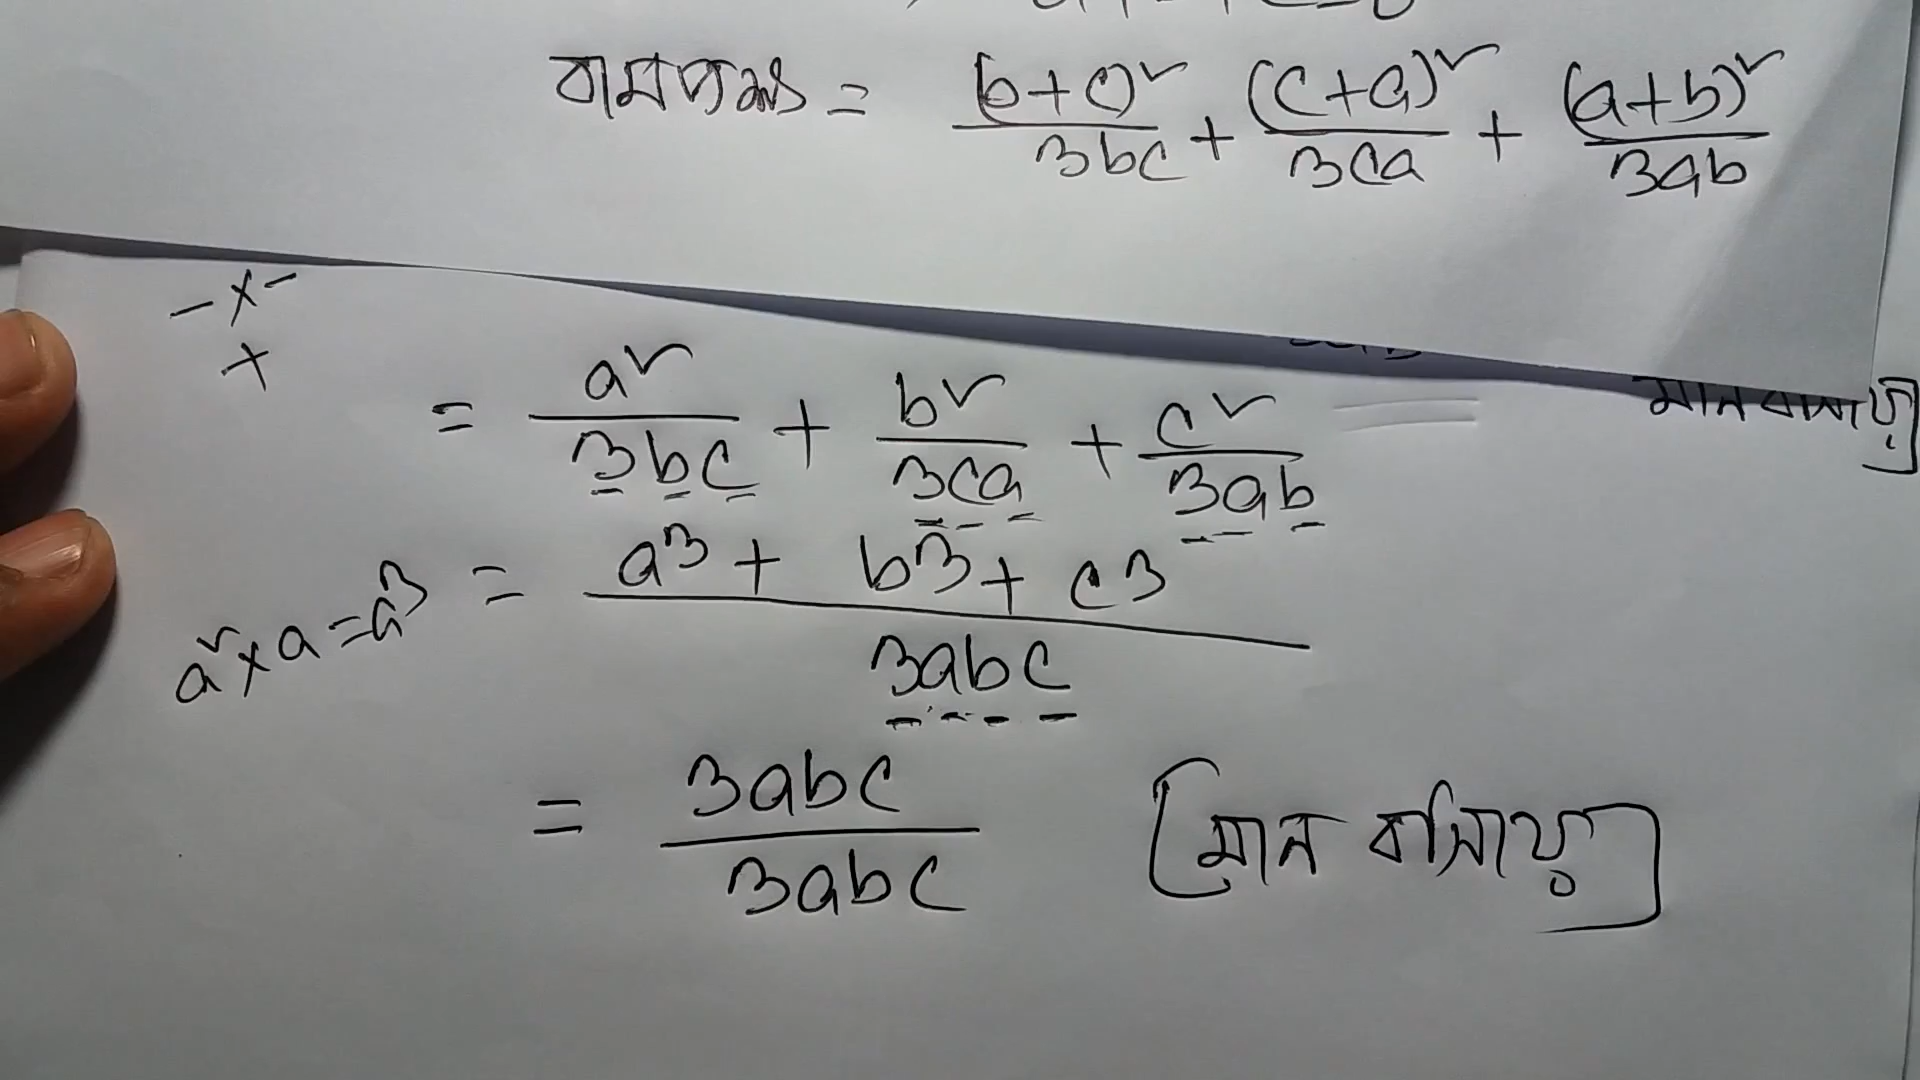 বামপক্ষ = (b+c)²/3bc + (c+a)²/3ca + (a+b)²/3ab
-×-
+
= a²/3bc + b²/3ca + c²/3ab
মান বসায়ে]
a²×a=a³ = a³ + b³ + c³/3abc
= 3abc/3abc [মান বসিয়ে]